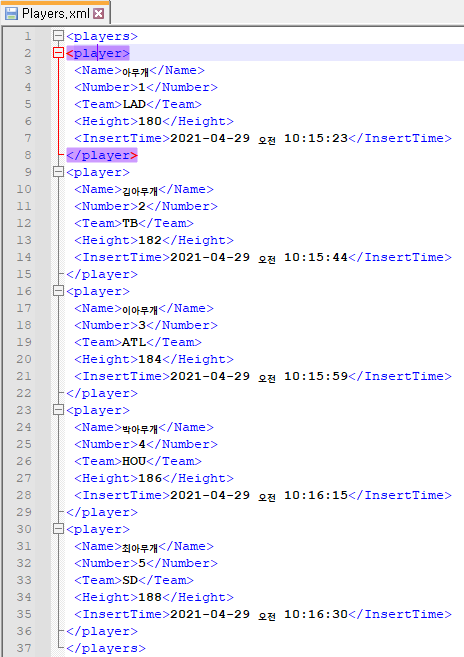 Players.xml
1 <players>
2 <player>
3 <Name>아무개</Name>
4 <Number>1</Number>
5 <Team>LAD</Team>
6 <Height>180</Height>
7 <InsertTime>2021-04-29 오전 10:15:23</InsertTime>
8 </player>
9 <player>
10 <Name>김아무개</Name>
11 <Number>2</Number>
12 <Team>TB</Team>
13 <Height>182</Height>
14 <InsertTime>2021-04-29 오전 10:15:44</InsertTime>
15 </player>
16 <player>
17 <Name>이아무개</Name>
18 <Number>3</Number>
19 <Team>ATL</Team>
20 <Height>184</Height>
21 <InsertTime>2021-04-29 오전 10:15:59</InsertTime>
22 </player>
23 <player>
24 <Name>박아무개</Name>
25 <Number>4</Number>
26 <Team>HOU</Team>
27 <Height>186</Height>
28 <InsertTime>2021-04-29 오전 10:16:15</InsertTime>
29 </player>
30 <player>
31 <Name>최아무개</Name>
32 <Number>5</Number>
33 <Team>SD</Team>
34 <Height>188</Height>
35 <InsertTime>2021-04-29 오전 10:16:30</InsertTime>
36 </player>
37 </players>